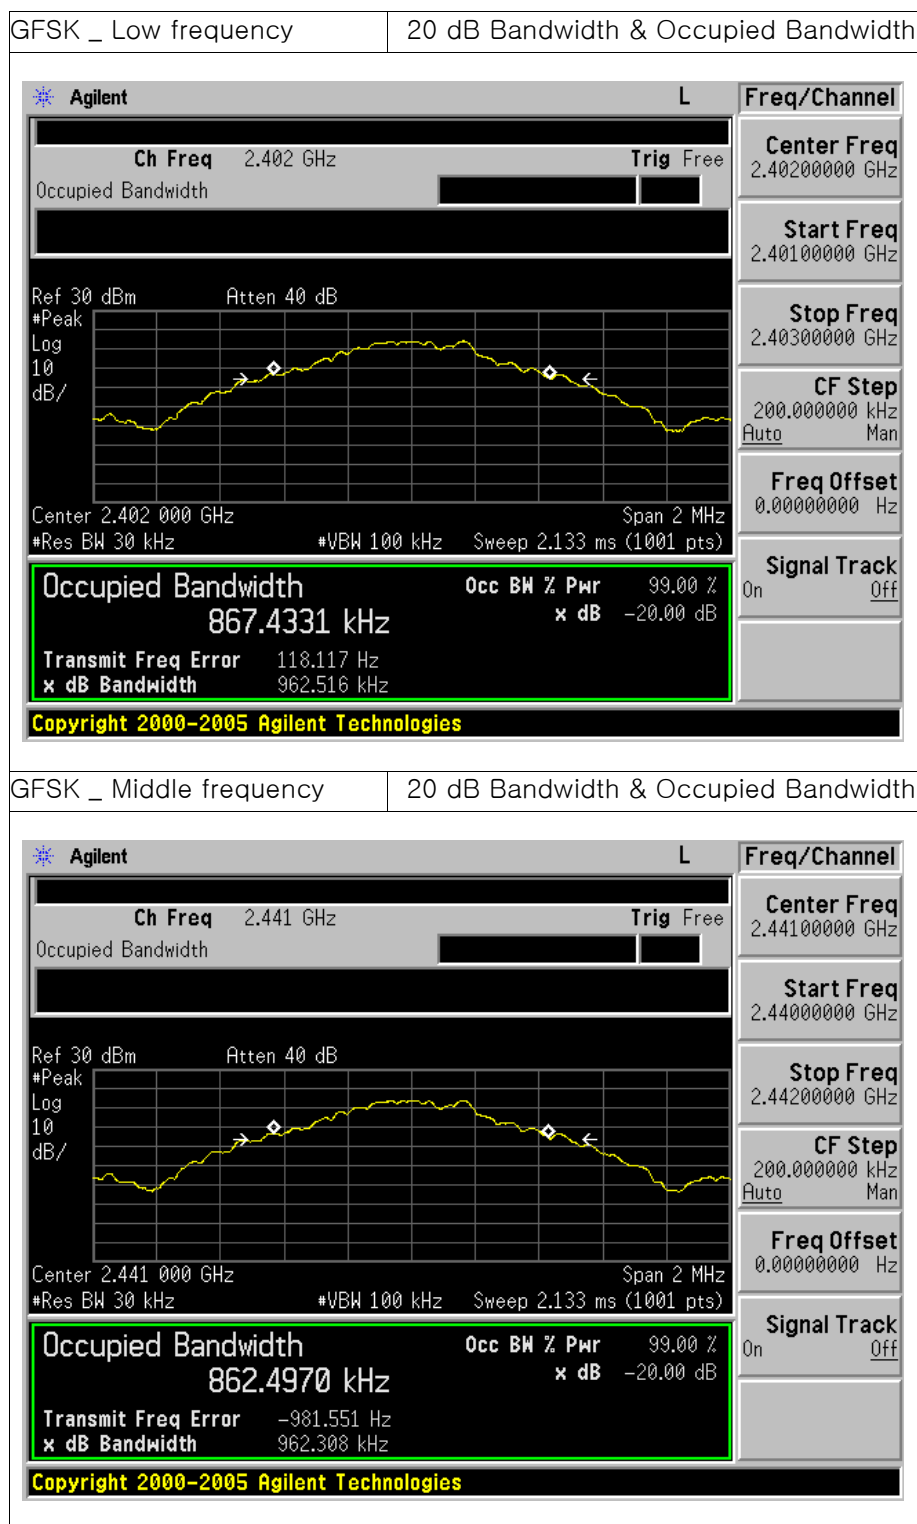 GFSK _ Low frequency 20 dB Bandwidth & Occupied Bandwidth
Agilent L Freq/Channel
Ch Freq 2.402 GHz Trig Free
Occupied Bandwidth
Center Freq
2.40200000 GHz
Start Freq
2.40100000 GHz
Stop Freq
2.40300000 GHz
CF Step
200.000000 kHz
Auto Man
Freq Offset
0.00000000 Hz
Signal Track
On Off
Ref 30 dBm Atten 40 dB
#Peak
Log
10
dB/
Center 2.402 000 GHz Span 2 MHz
#Res BW 30 kHz #VBW 100 kHz Sweep 2.133 ms (1001 pts)
Occupied Bandwidth Occ BW % Pwr 99.00 %
867.4331 kHz x dB -20.00 dB
Transmit Freq Error 118.117 Hz
x dB Bandwidth 962.516 kHz
Copyright 2000-2005 Agilent Technologies
GFSK _ Middle frequency 20 dB Bandwidth & Occupied Bandwidth
Agilent L Freq/Channel
Ch Freq 2.441 GHz Trig Free
Occupied Bandwidth
Center Freq
2.44100000 GHz
Start Freq
2.44000000 GHz
Stop Freq
2.44200000 GHz
CF Step
200.000000 kHz
Auto Man
Freq Offset
0.00000000 Hz
Signal Track
On Off
Ref 30 dBm Atten 40 dB
#Peak
Log
10
dB/
Center 2.441 000 GHz Span 2 MHz
#Res BW 30 kHz #VBW 100 kHz Sweep 2.133 ms (1001 pts)
Occupied Bandwidth Occ BW % Pwr 99.00 %
862.4970 kHz x dB -20.00 dB
Transmit Freq Error -981.551 Hz
x dB Bandwidth 962.308 kHz
Copyright 2000-2005 Agilent Technologies